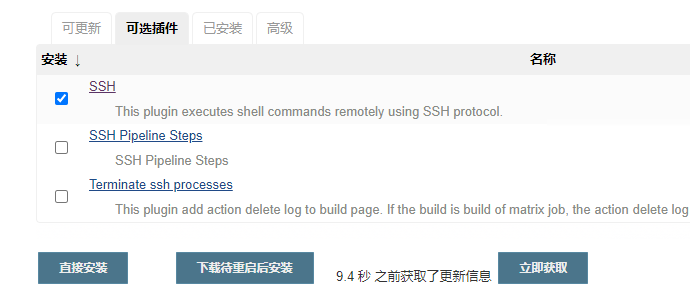 可更新 可选插件 已安装 高级
安装 ↓ 名称
SSH
This plugin executes shell commands remotely using SSH protocol.
SSH Pipeline Steps
SSH Pipeline Steps
Terminate ssh processes
This plugin add action delete log to build page. If the build is build of matrix job, the action delete log
直接安装 下载待重启后安装 9.4 秒 之前获取了更新信息 立即获取